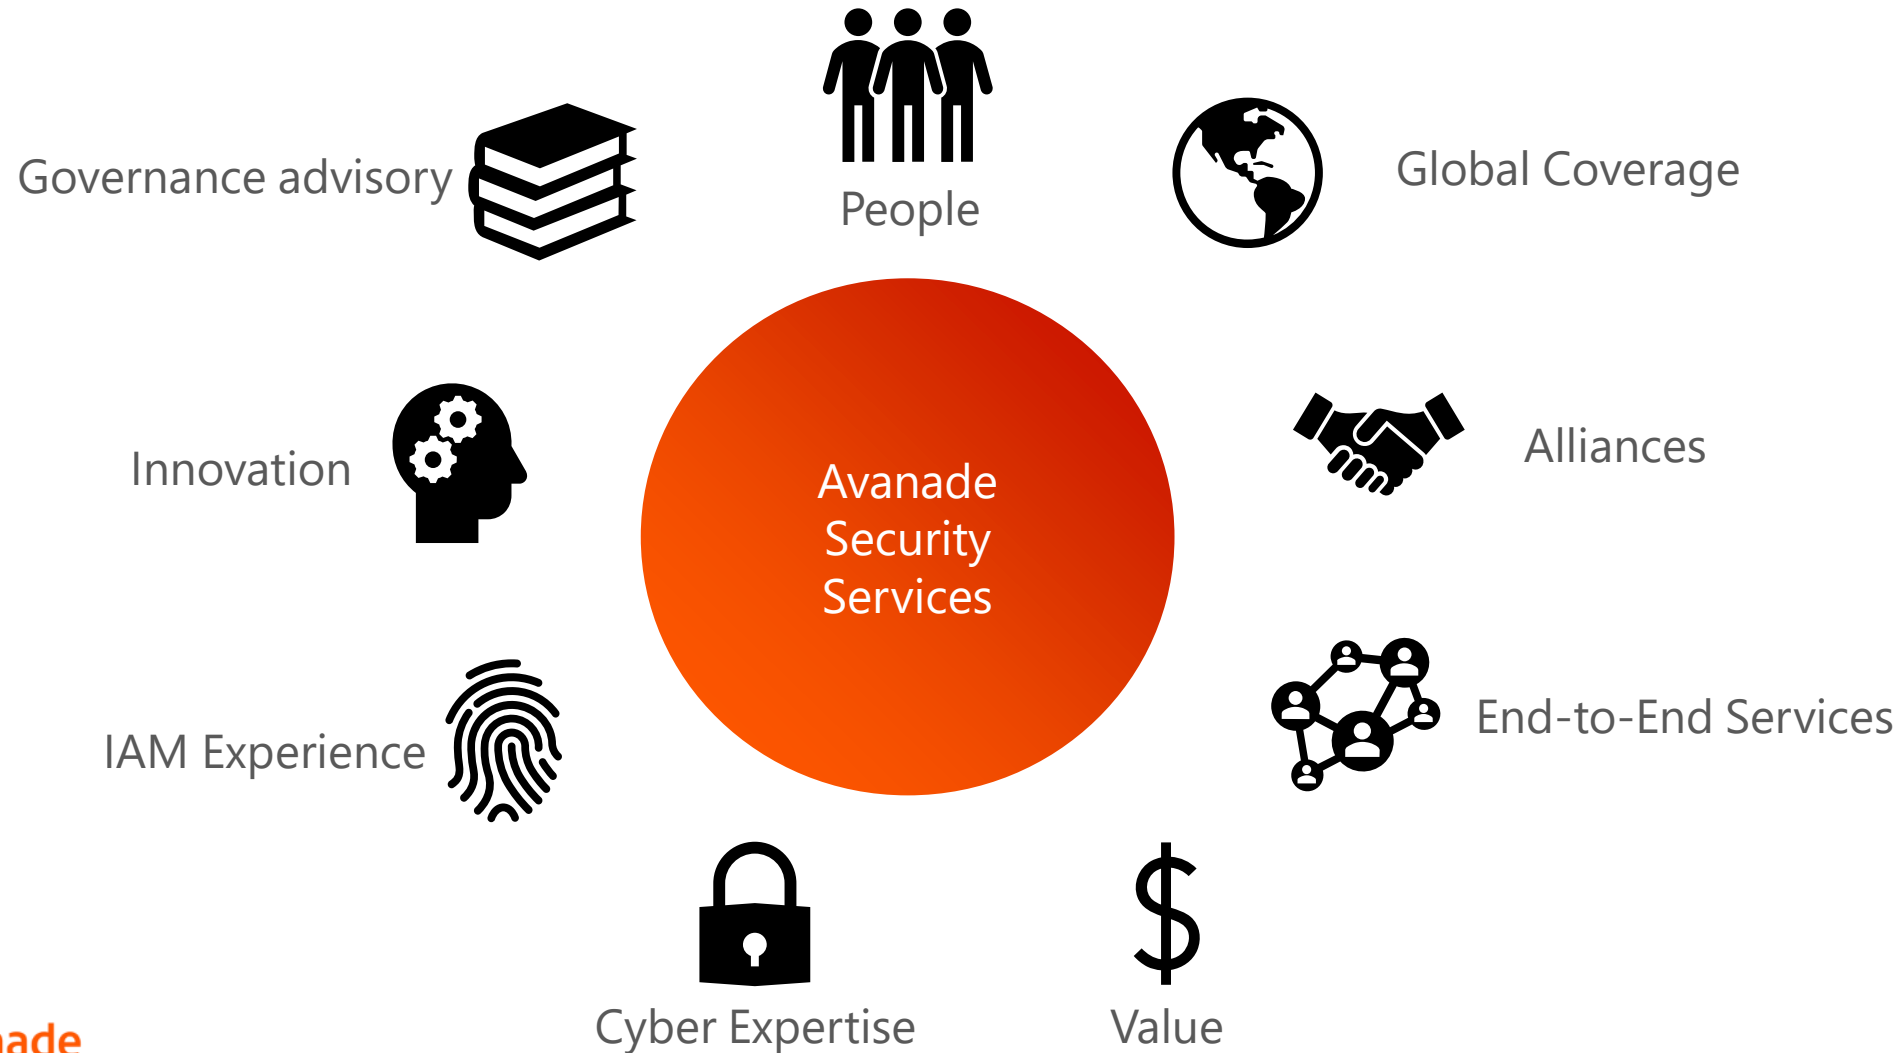 People
Global Coverage
Governance advisory
Alliances
Innovation
Avanade
Security
Services
End-to-End Services
IAM Experience
Cyber Expertise
Value